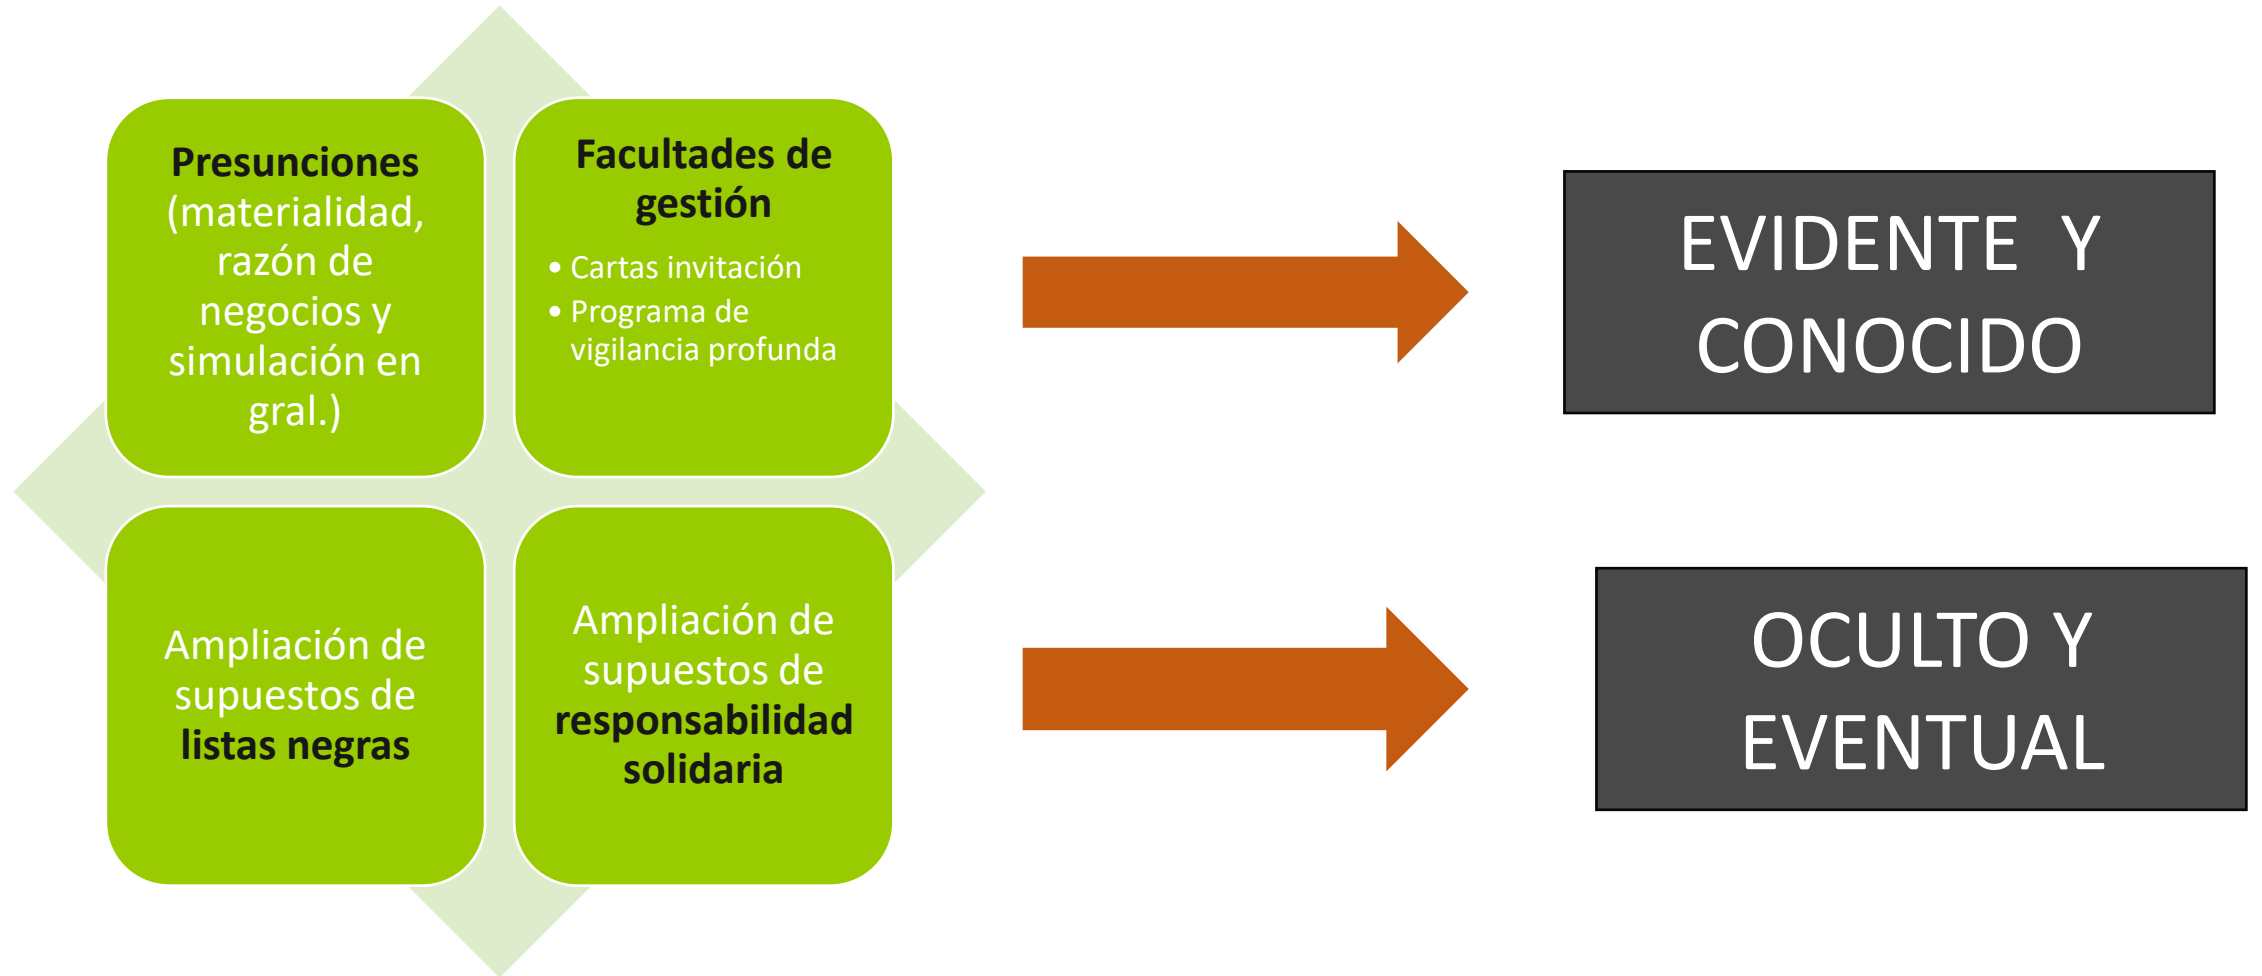 Presunciones
(materialidad,
razón de
negocios y
simulación en
gral.)
Facultades de
gestión
• Cartas invitación
• Programa de
vigilancia profunda
EVIDENTE Y
CONOCIDO
Ampliación de
supuestos de
listas negras
Ampliación de
supuestos de
responsabilidad
solidaria
OCULTO Y
EVENTUAL